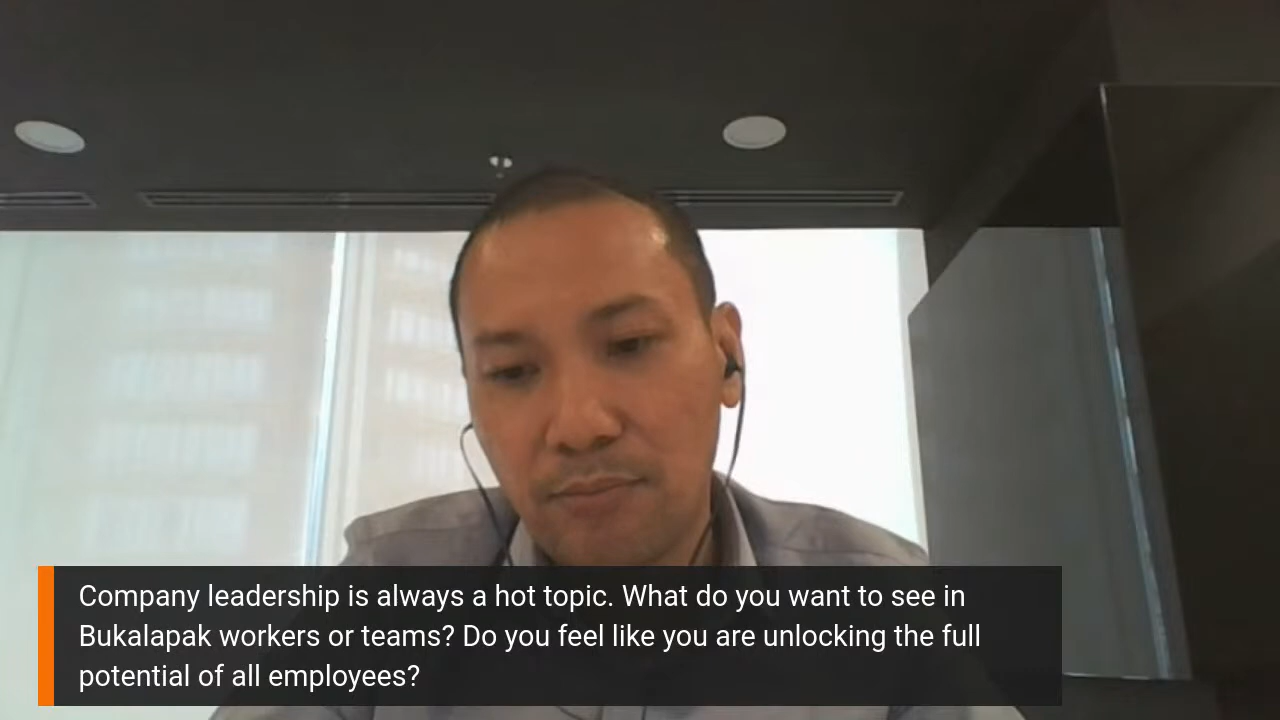 Company leadership is always a hot topic. What do you want to see in
Bukalapak workers or teams? Do you feel like you are unlocking the full
potential of all employees?